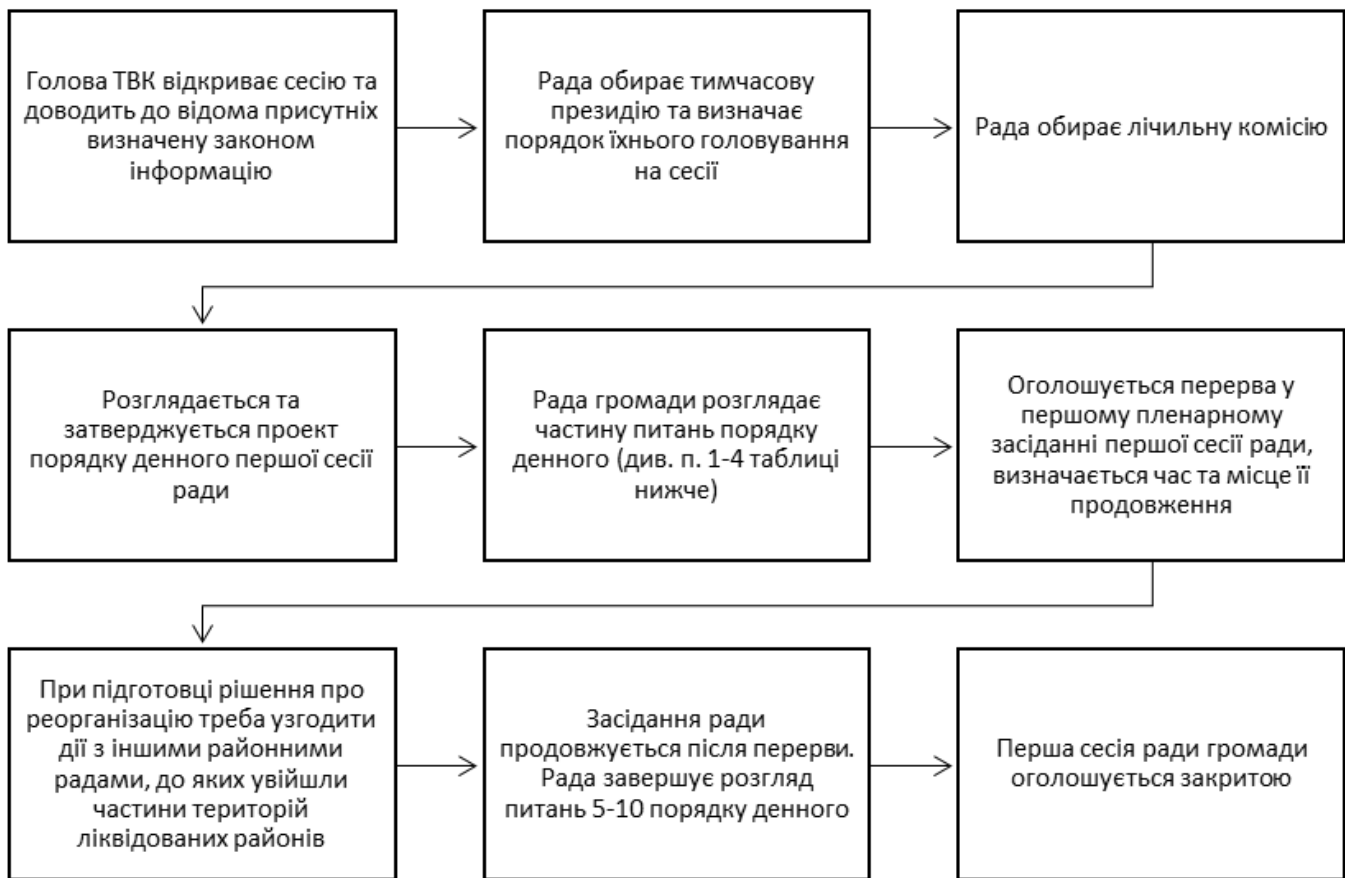 Голова ТВК відкриває сесію та
доводить до відома присутніх
визначену законом
інформацію
Рада обирає тимчасову
президію та визначає
порядок їхнього головування
на сесії
Рада обирає лічильну комісію
Розглядається та
затверджується проект
порядку денного першої сесії
ради
Рада громади розглядає
частину питань порядку
денного (див. п. 1-4 таблиці
нижче)
Оголошується перерва у
першому пленарному
засіданні першої сесії ради,
визначається час та місце її
продовження
При підготовці рішення про
реорганізацію треба узгодити
дії з іншими районними
радами, до яких увійшли
частини територій
ліквідованих районів
Засідання ради
продовжується після перерви.
Рада завершує розгляд
питань 5-10 порядку денного
Перша сесія ради громади
оголошується закритою